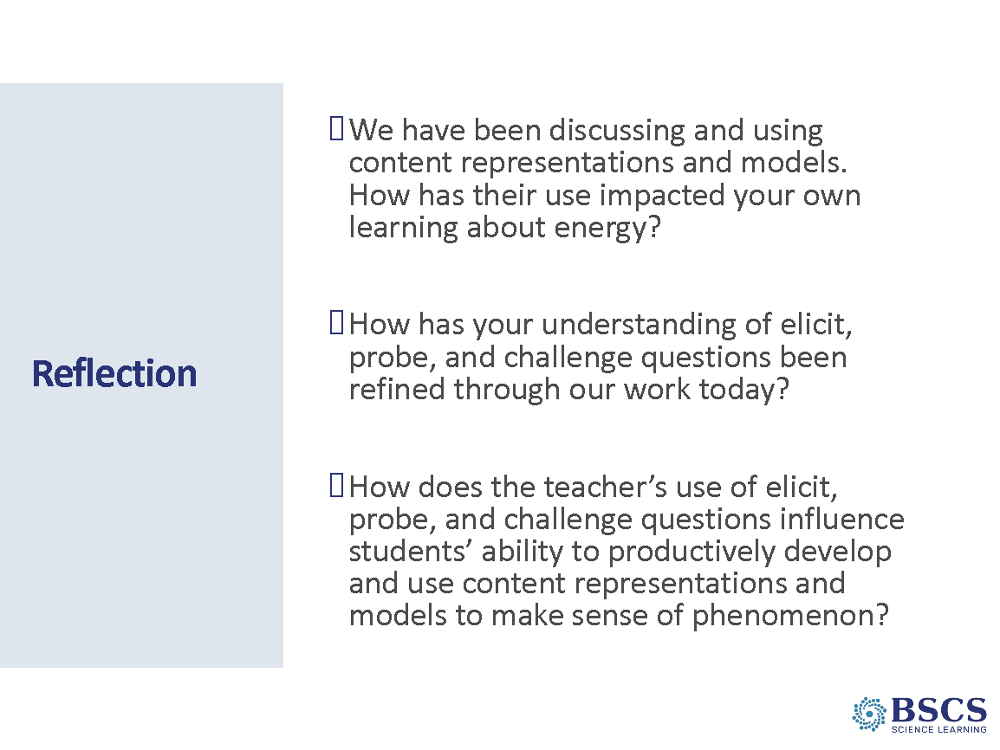 Reflection
We have been discussing and using
content representations and models.
How has their use impacted your own
learning about energy?
How has your understanding of elicit,
probe, and challenge questions been
refined through our work today?
How does the teacher’s use of elicit,
probe, and challenge questions influence
students’ ability to productively develop
and use content representations and
models to make sense of phenomenon?
BSCS
SCIENCE LEARNING